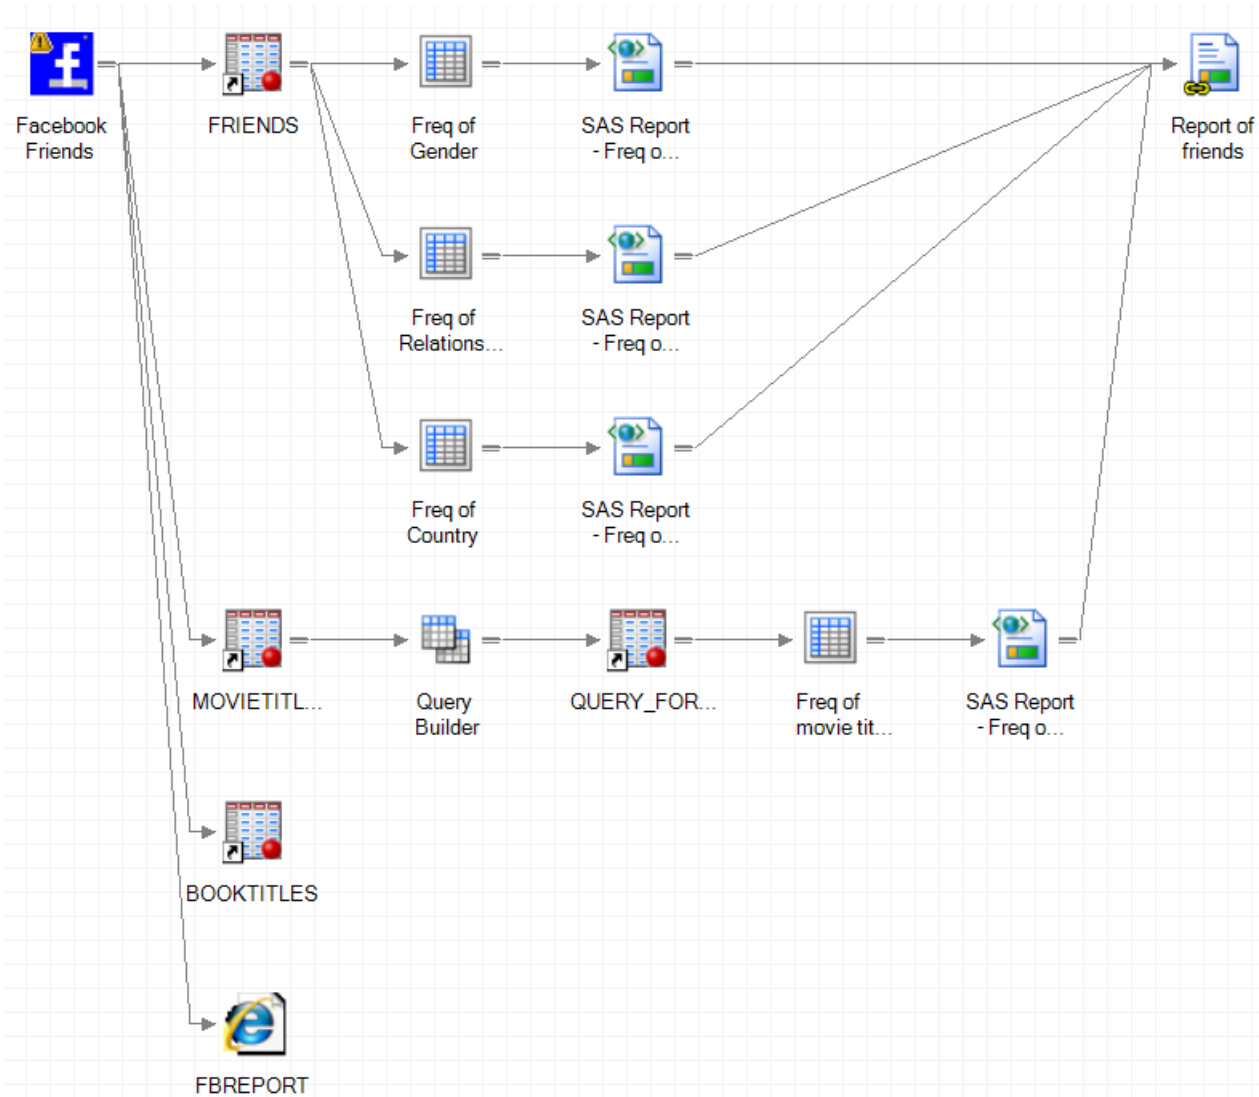 Facebook
Friends
FRIENDS
Freq of
Gender
SAS Report
- Freq o...
Report of
friends
Freq of
Relations...
SAS Report
- Freq o...
Freq of
Country
SAS Report
- Freq o...
MOVIETITL...
Query
Builder
QUERY_FOR...
Freq of
movie tit...
SAS Report
- Freq o...
BOOKTITLES
FBREPORT